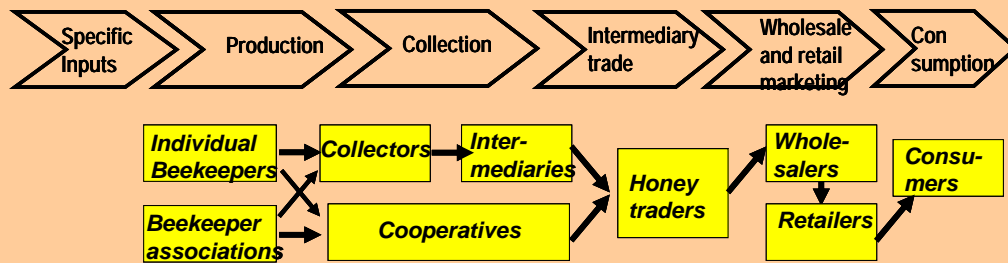 Specific
Inputs
Production
Collection
Intermediary
trade
Wholesale
and retail
marketing
Con
sumption
Individual
Beekeepers
Collectors
Inter-
mediaries
Beekeeper
associations
Cooperatives
Honey
traders
Whole-
salers
Retailers
Consu-
mers